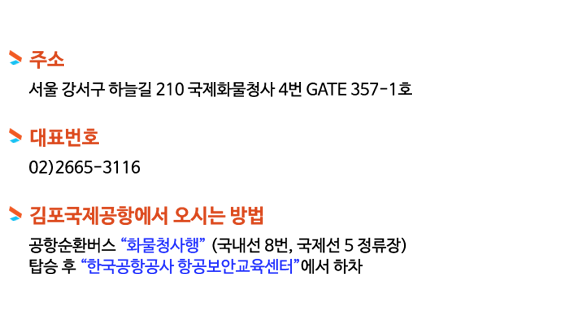 주소
서울 강서구 하늘길 210 국제화물청사 4번 GATE 357-1호
대표번호
02)2665-3116
김포국제공항에서 오시는 방법
공항순환버스 “화물청사행” (국내선 8번, 국제선 5 정류장)
탑승 후 “한국공항공사 항공보안교육센터”에서 하차